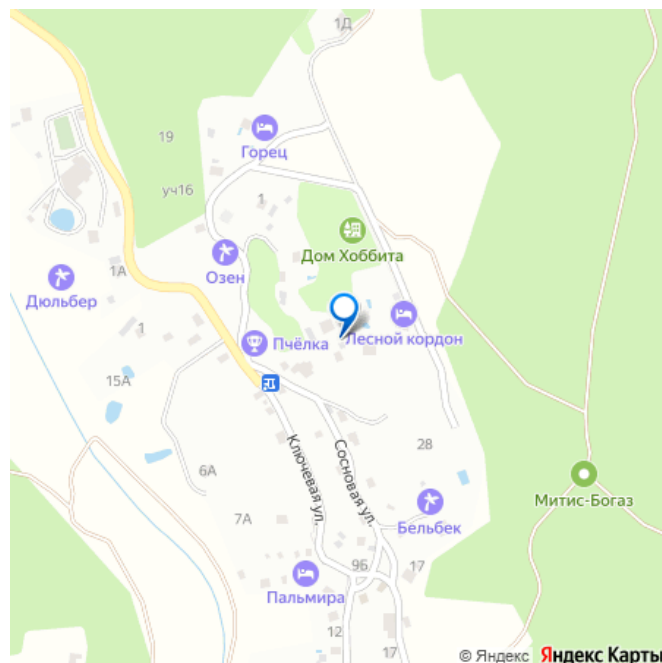 1Д
Горец
19
уч16
1
Дом Хоббита
Озен
1А
Дюльбер
1
Пчёлка
Лесной кордон
15А
Ключевая ул.
Сосновая ул.
28
6А
Митис-Богаз
7А
Бельбек
9Б
17
Пальмира
12
17
© Яндекс Яндекс Карты